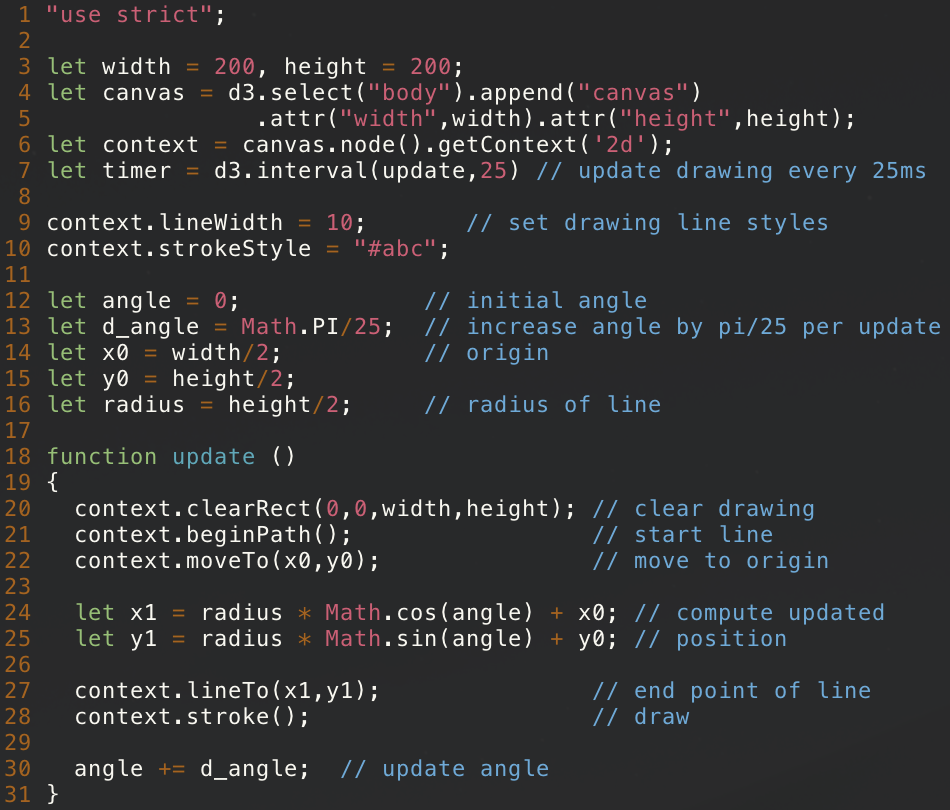 1 "use strict";
2
3 let width = 200, height = 200;
4 let canvas = d3.select("body").append("canvas")
5                .attr("width",width).attr("height",height);
6 let context = canvas.node().getContext('2d');
7 let timer = d3.interval(update,25) // update drawing every 25ms
8
9 context.lineWidth = 10;       // set drawing line styles
10 context.strokeStyle = "#abc";
11
12 let angle = 0;             // initial angle
13 let d_angle = Math.PI/25;  // increase angle by pi/25 per update
14 let x0 = width/2;          // origin
15 let y0 = height/2;
16 let radius = height/2;     // radius of line
17
18 function update ()
19 {
20   context.clearRect(0,0,width,height); // clear drawing
21   context.beginPath();                 // start line
22   context.moveTo(x0,y0);               // move to origin
23
24   let x1 = radius * Math.cos(angle) + x0; // compute updated
25   let y1 = radius * Math.sin(angle) + y0; // position
26
27   context.lineTo(x1,y1);               // end point of line
28   context.stroke();                    // draw
29
30   angle += d_angle;  // update angle
31 }